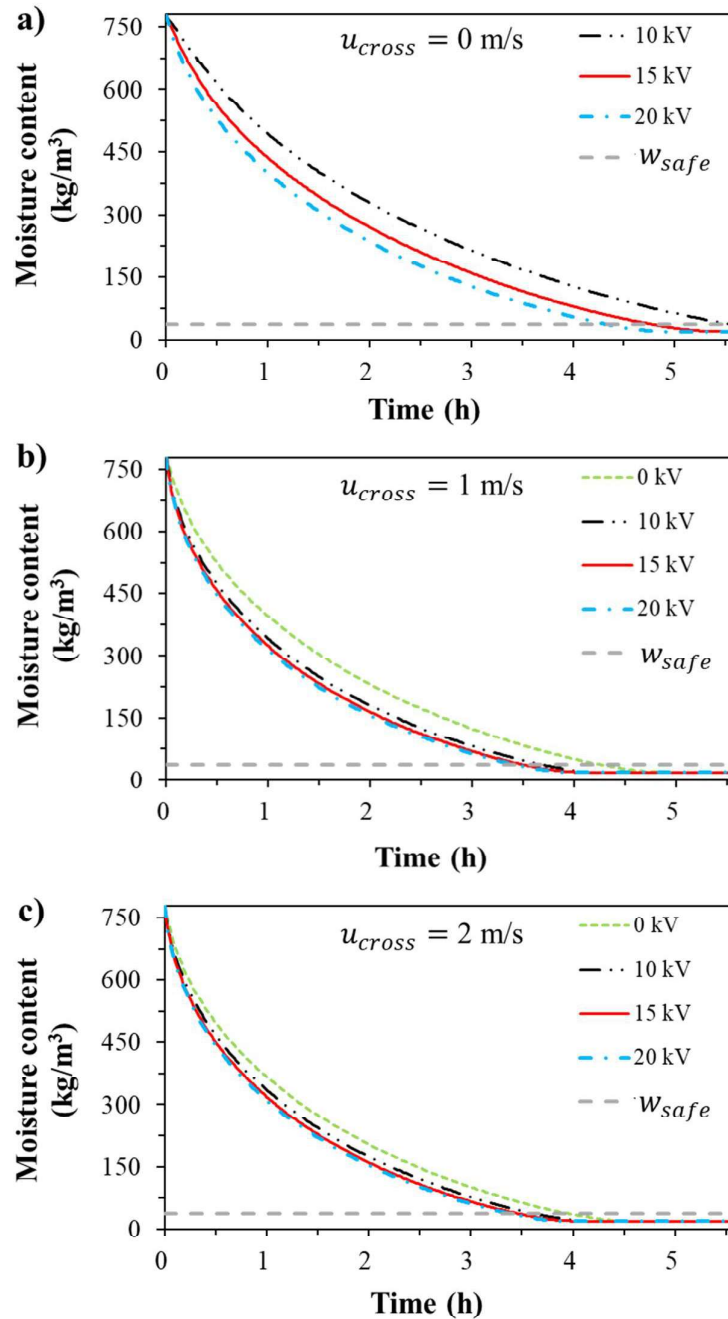 a)
u_cross = 0 m/s
10 kV
15 kV
20 kV
w_safe
Moisture content
(kg/m³)
750
600
450
300
150
0
0 1 2 3 4 5
Time (h)
b)
u_cross = 1 m/s
0 kV
10 kV
15 kV
20 kV
w_safe
Moisture content
(kg/m³)
750
600
450
300
150
0
0 1 2 3 4 5
Time (h)
c)
u_cross = 2 m/s
0 kV
10 kV
15 kV
20 kV
w_safe
Moisture content
(kg/m³)
750
600
450
300
150
0
0 1 2 3 4 5
Time (h)